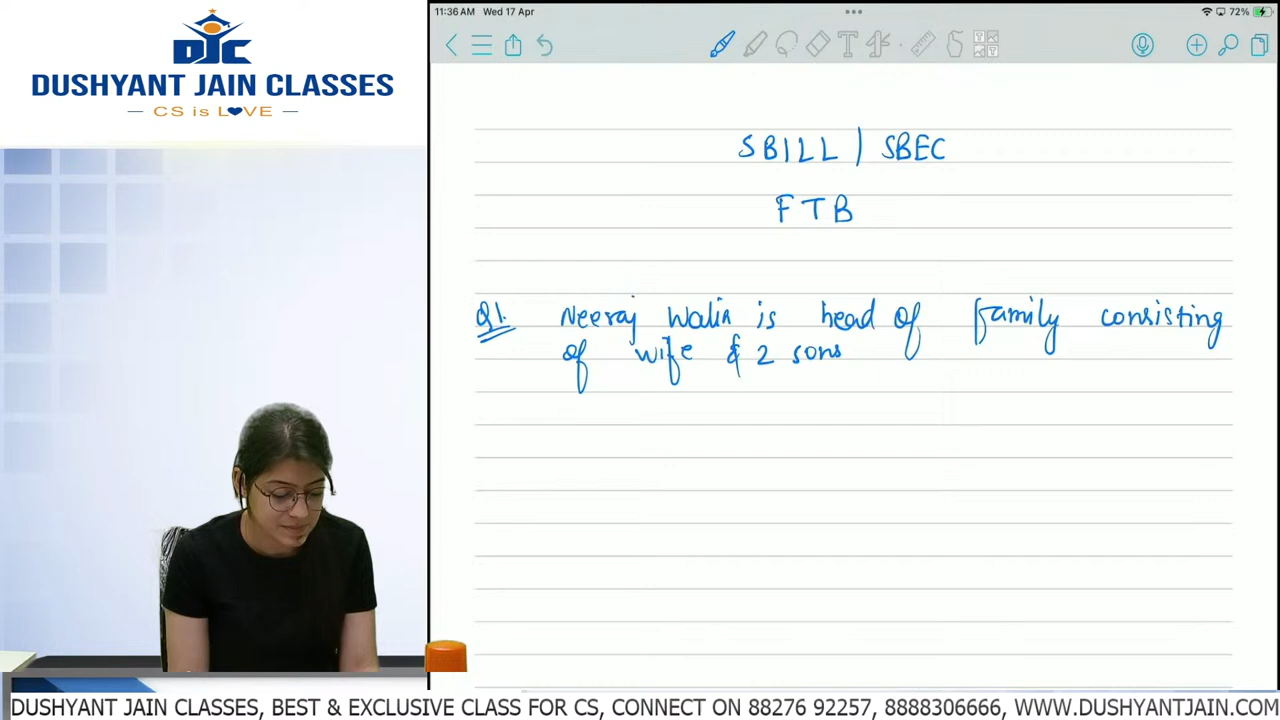 DUSHYANT JAIN CLASSES
— CS is LOVE —
11:36 AM Wed 17 Apr
72%
SBILL | SBEC
FTB
Q1. Neeraj Walia is head of family consisting
of wife & 2 sons
DUSHYANT JAIN CLASSES, BEST & EXCLUSIVE CLASS FOR CS, CONNECT ON 88276 92257, 8888306666, WWW.DUSHYANTJAIN.COM